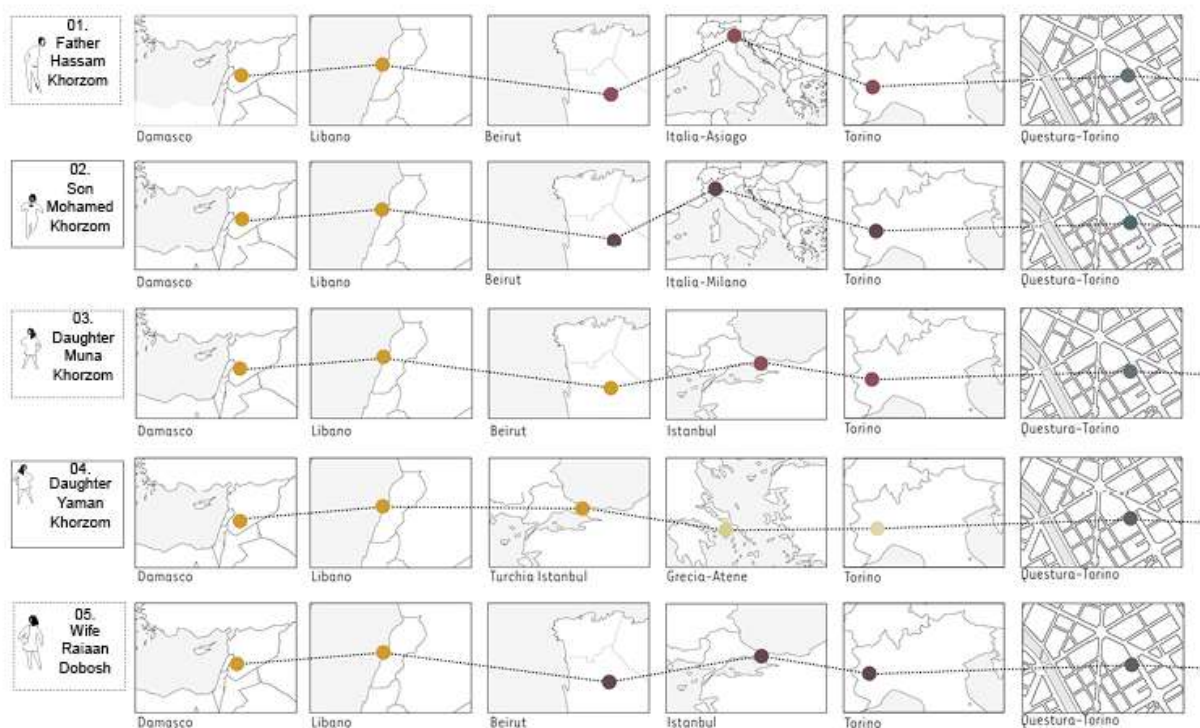 01.
Father
Hassam
Khorzom
Damasco
Libano
Beirut
Italia-Asiago
Torino
Questura-Torino
02.
Son
Mohamed
Khorzom
Damasco
Libano
Beirut
Italia-Milano
Torino
Questura-Torino
03.
Daughter
Muna
Khorzom
Damasco
Libano
Beirut
Istanbul
Torino
Questura-Torino
04.
Daughter
Yaman
Khorzom
Damasco
Libano
Turchia Istanbul
Grecia-Atene
Torino
Questura-Torino
05.
Wife
Raiaan
Dobosh
Damasco
Libano
Beirut
Istanbul
Torino
Questura-Torino